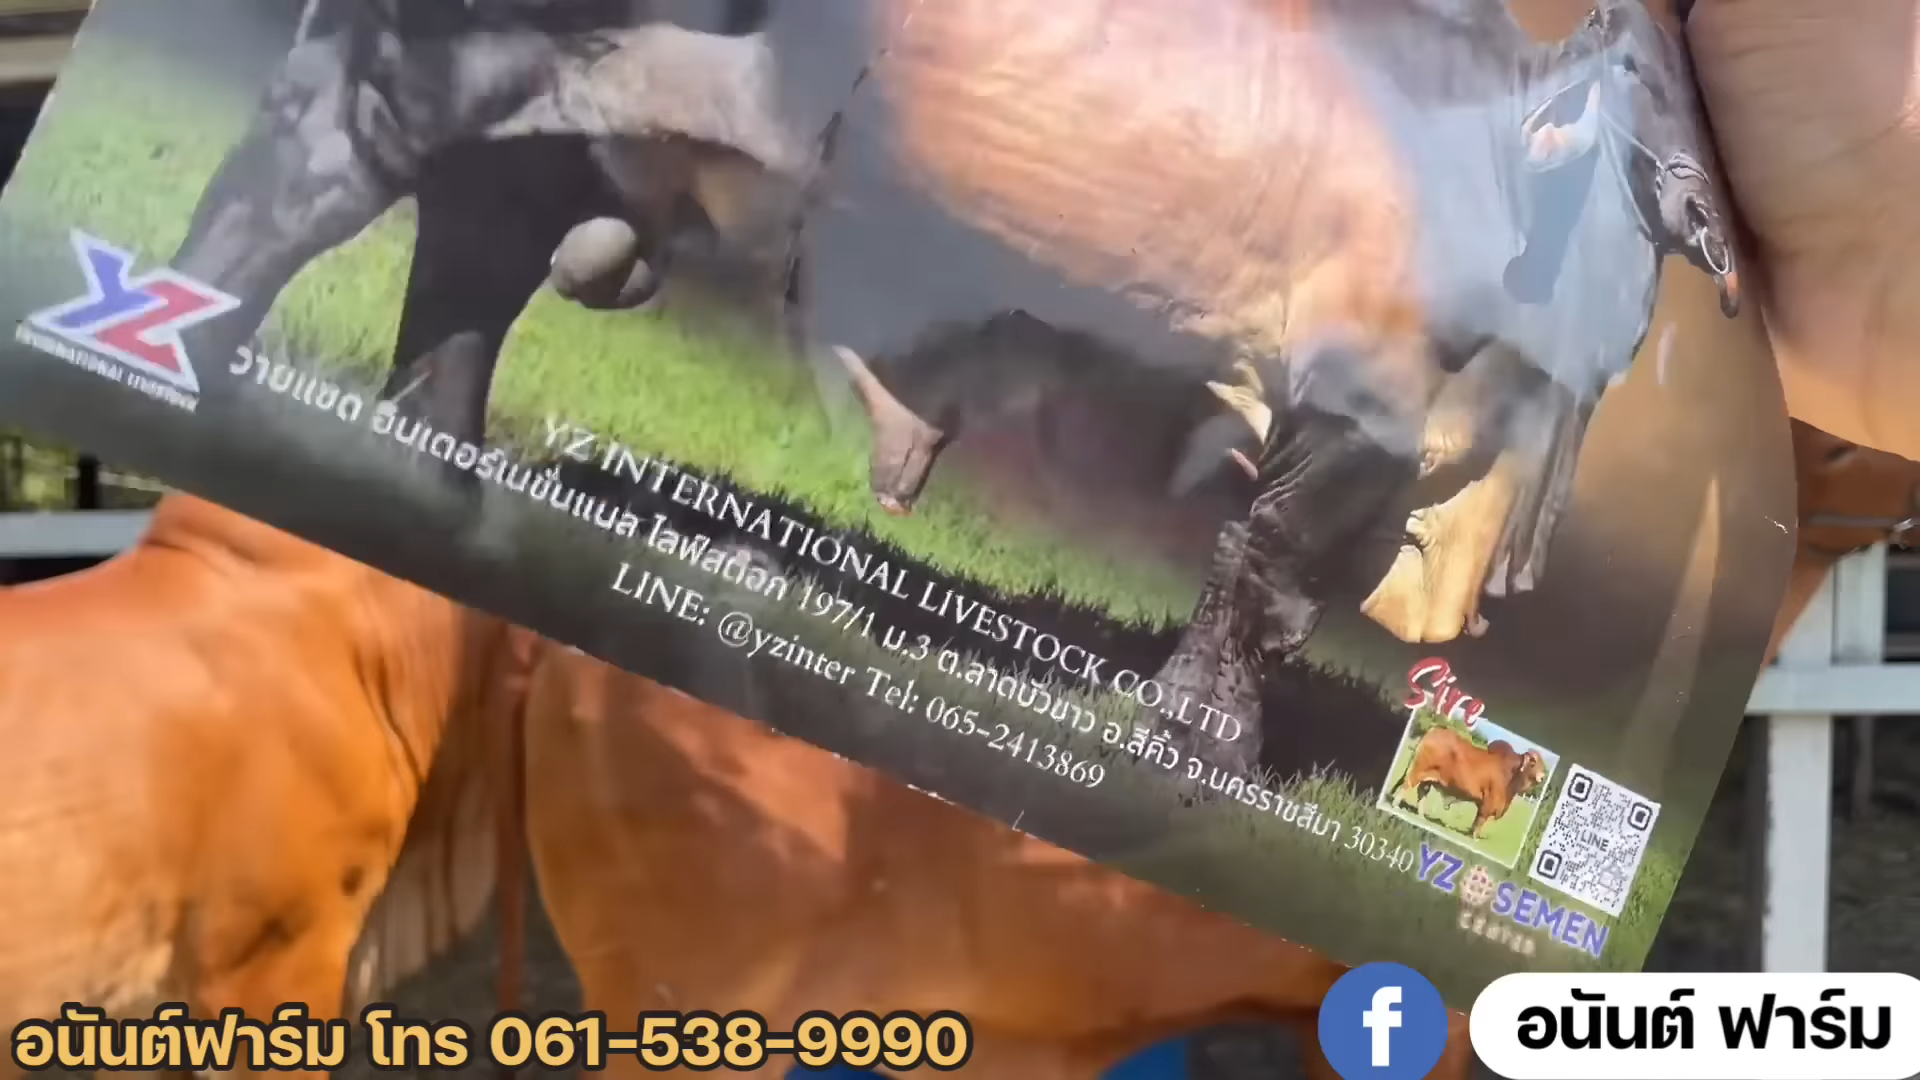 YZ
INTERNATIONAL LIVESTOCK
YZ INTERNATIONAL LIVESTOCK CO.,LTD
วายแซด อินเตอร์เนชั่นแนล ไลฟ์สต๊อก 197/1 ม.3 ต.ลาดบัวขาว อ.สีคิ้ว จ.นครราชสีมา 30340
LINE: @yzinter Tel: 065-2413869
Sire
LINE
YZ SEMEN
CENTER
อนันต์ฟาร์ม โทร 061-538-9990
f อนันต์ ฟาร์ม